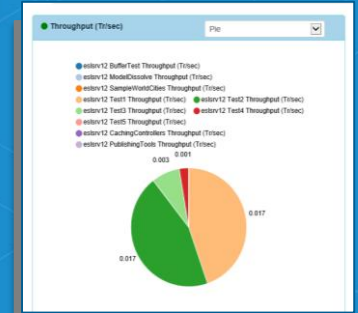 Throughput (Tr/sec)
Pie
eslsrv12 BufferTest Throughput (Tr/sec)
eslsrv12 ModelDissolve Throughput (Tr/sec)
eslsrv12 SampleWorldCities Throughput (Tr/sec)
eslsrv12 Test1 Throughput (Tr/sec) eslsrv12 Test2 Throughput (Tr/sec)
eslsrv12 Test3 Throughput (Tr/sec) eslsrv12 Test4 Throughput (Tr/sec)
eslsrv12 Test5 Throughput (Tr/sec)
eslsrv12 CachingControllers Throughput (Tr/sec)
eslsrv12 PublishingTools Throughput (Tr/sec)
0.001
0.003
0.017
0.017